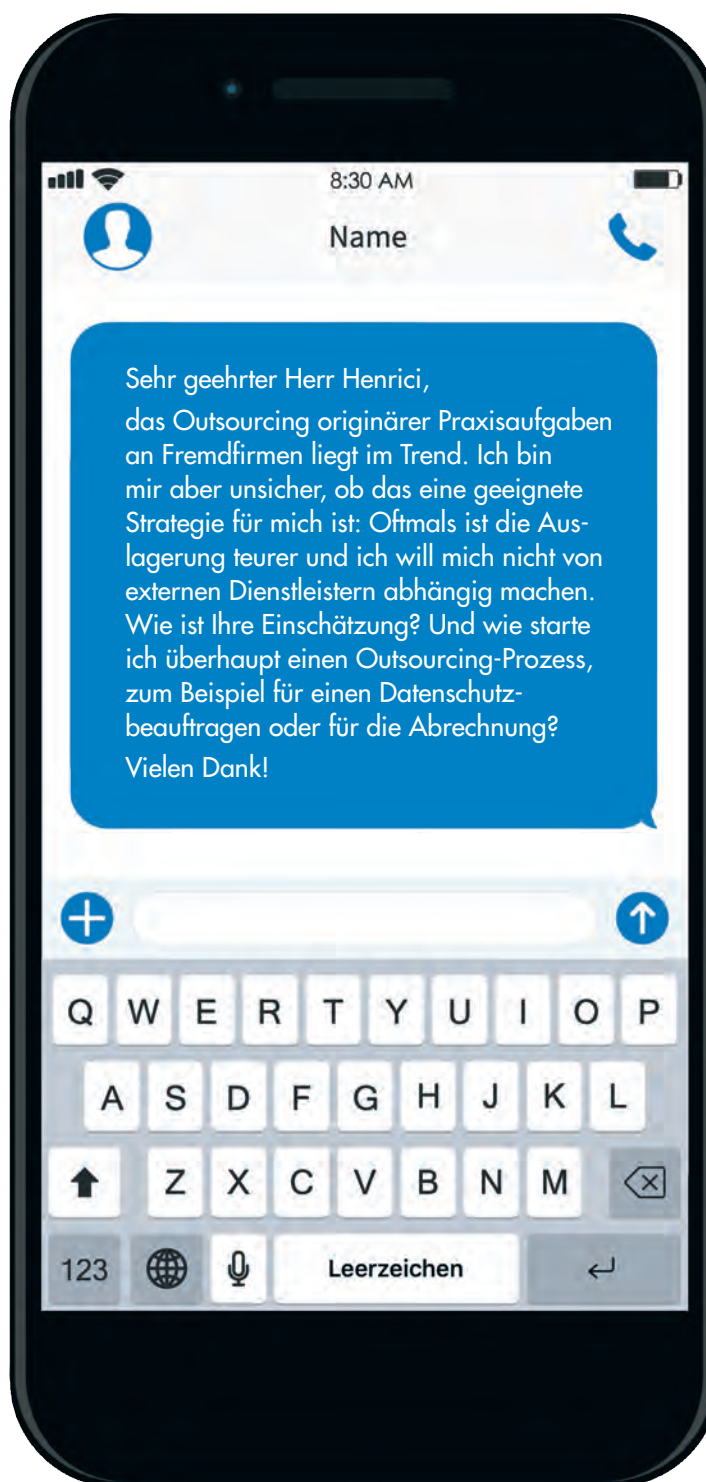 8:30 AM
Name
Sehr geehrter Herr Henrici,
das Outsourcing originärer Praxisaufgaben
an Fremdfirmen liegt im Trend. Ich bin
mir aber unsicher, ob das eine geeignete
Strategie für mich ist: Oftmals ist die Aus-
lagerung teurer und ich will mich nicht von
externen Dienstleistern abhängig machen.
Wie ist Ihre Einschätzung? Und wie starte
ich überhaupt einen Outsourcing-Prozess,
zum Beispiel für einen Datenschutz-
beauftragen oder für die Abrechnung?
Vielen Dank!
Q W E R T Y U I O P
A S D F G H J K L
Z X C V B N M
123 Leerzeichen